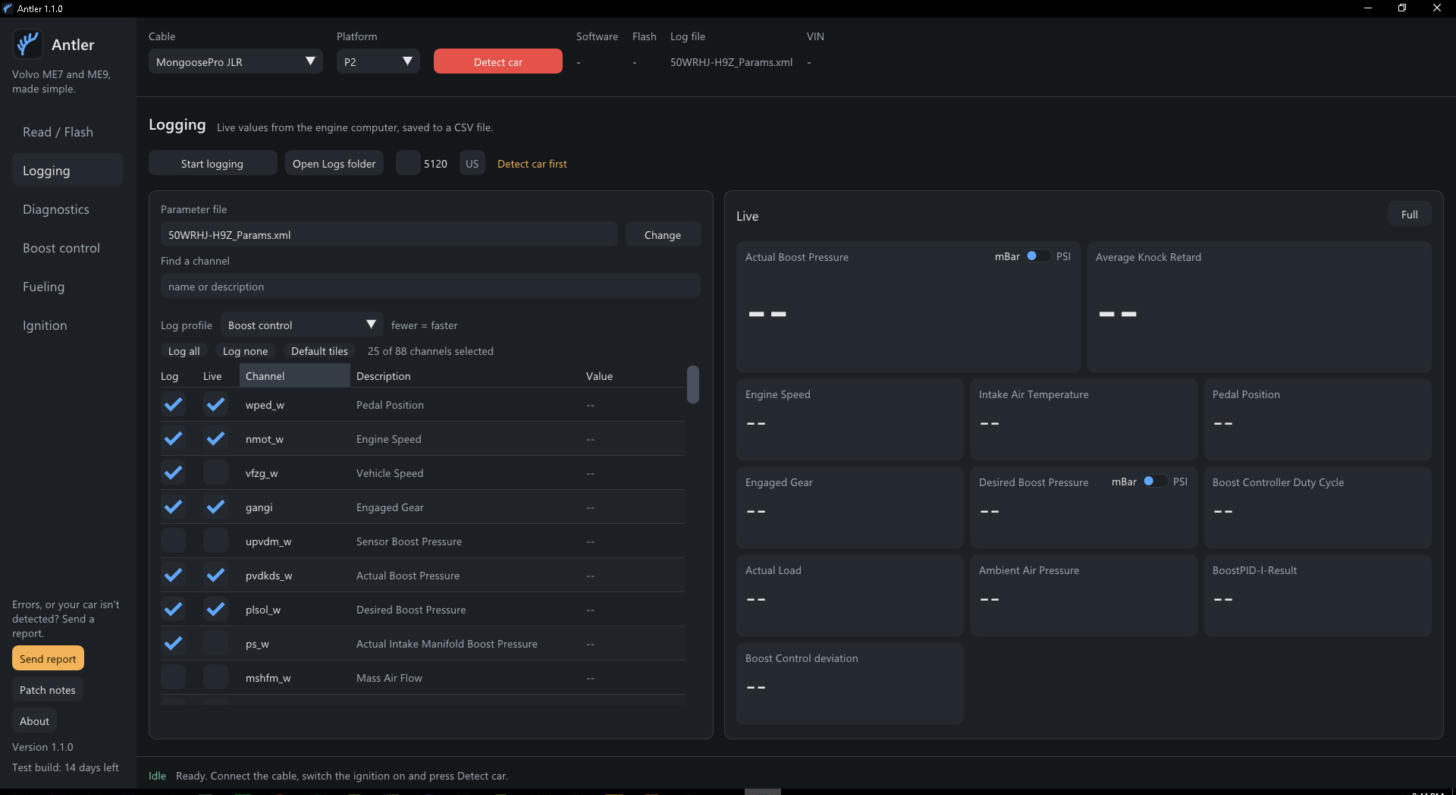 Antler 1.1.0
Antler
Volvo ME7 and ME9,
made simple.
Read / Flash
Logging
Diagnostics
Boost control
Fueling
Ignition
Errors, or your car isn't
detected? Send a
report.
Send report
Patch notes
About
Version 1.1.0
Test build: 14 days left
Cable Platform Software Flash Log file VIN
MongoosePro JLR P2 Detect car - - 50WRHJ-H9Z_Params.xml -
Logging Live values from the engine computer, saved to a CSV file.
Start logging Open Logs folder 5120 US Detect car first
Parameter file
50WRHJ-H9Z_Params.xml Change
Find a channel
name or description
Log profile Boost control fewer = faster
Log all Log none Default tiles 25 of 88 channels selected
Log Live Channel Description Value
wped_w Pedal Position --
nmot_w Engine Speed --
vfzg_w Vehicle Speed --
gangi Engaged Gear --
upvdm_w Sensor Boost Pressure --
pvdkds_w Actual Boost Pressure --
plsol_w Desired Boost Pressure --
ps_w Actual Intake Manifold Boost Pressure --
mshfm_w Mass Air Flow --
Live Full
Actual Boost Pressure mBar PSI Average Knock Retard
-- --
Engine Speed Intake Air Temperature Pedal Position
-- -- --
Engaged Gear Desired Boost Pressure mBar PSI Boost Controller Duty Cycle
-- -- --
Actual Load Ambient Air Pressure BoostPID-I-Result
-- -- --
Boost Control deviation
--
Idle Ready. Connect the cable, switch the ignition on and press Detect car.